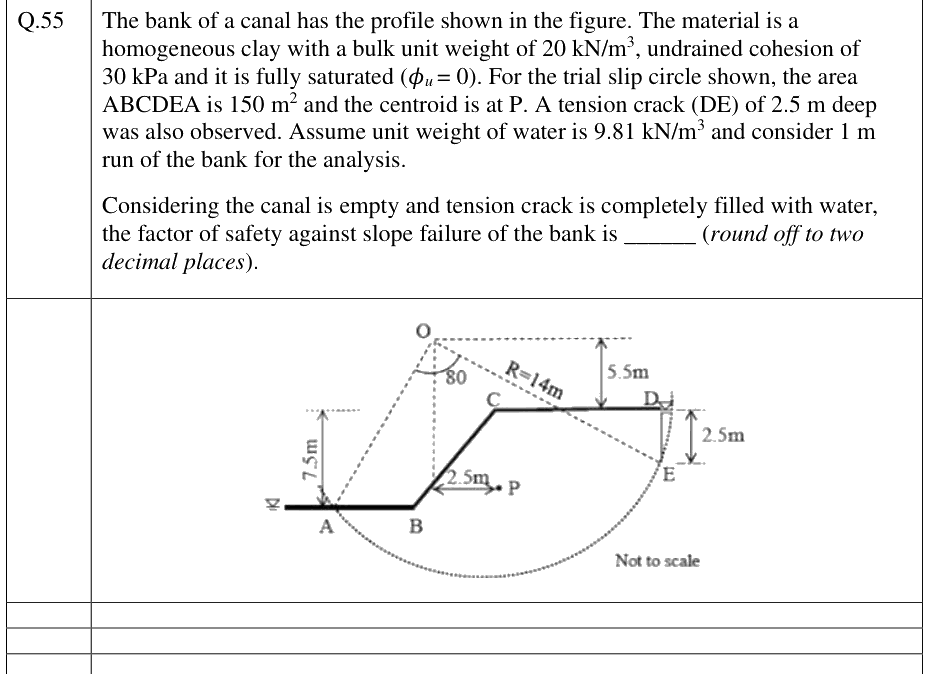 Q.55 The bank of a canal has the profile shown in the figure. The material is a
homogeneous clay with a bulk unit weight of 20 kN/m³, undrained cohesion of
30 kPa and it is fully saturated (ϕᵤ = 0). For the trial slip circle shown, the area
ABCDEA is 150 m² and the centroid is at P. A tension crack (DE) of 2.5 m deep
was also observed. Assume unit weight of water is 9.81 kN/m³ and consider 1 m
run of the bank for the analysis.
Considering the canal is empty and tension crack is completely filled with water,
the factor of safety against slope failure of the bank is ______ (round off to two
decimal places).
O
80
R=14m
5.5m
C
D
7.5m
2.5m
2.5m
P
E
A
B
Not to scale